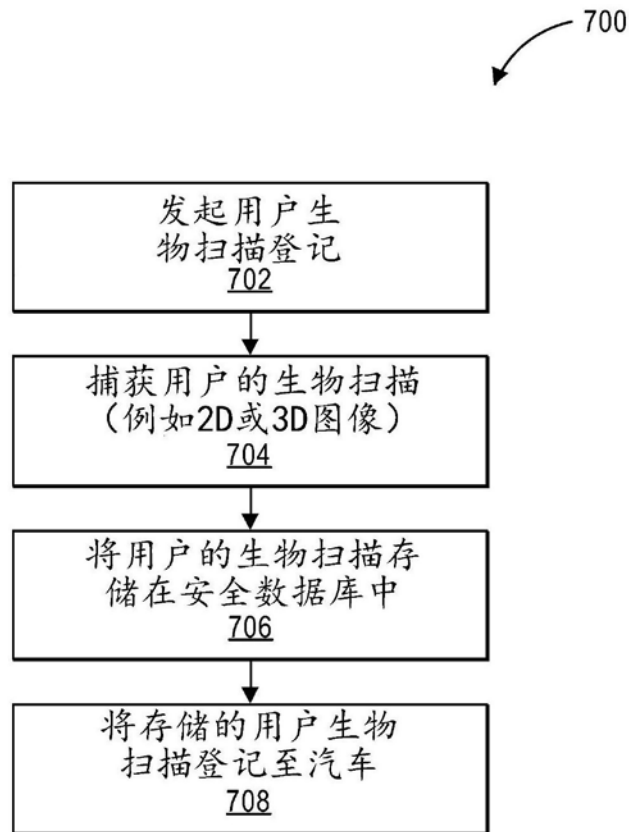 700
发起用户生
物扫描登记
702
捕获用户的生物扫描
（例如2D或3D图像）
704
将用户的生物扫描存
储在安全数据库中
706
将存储的用户生物
扫描登记至汽车
708